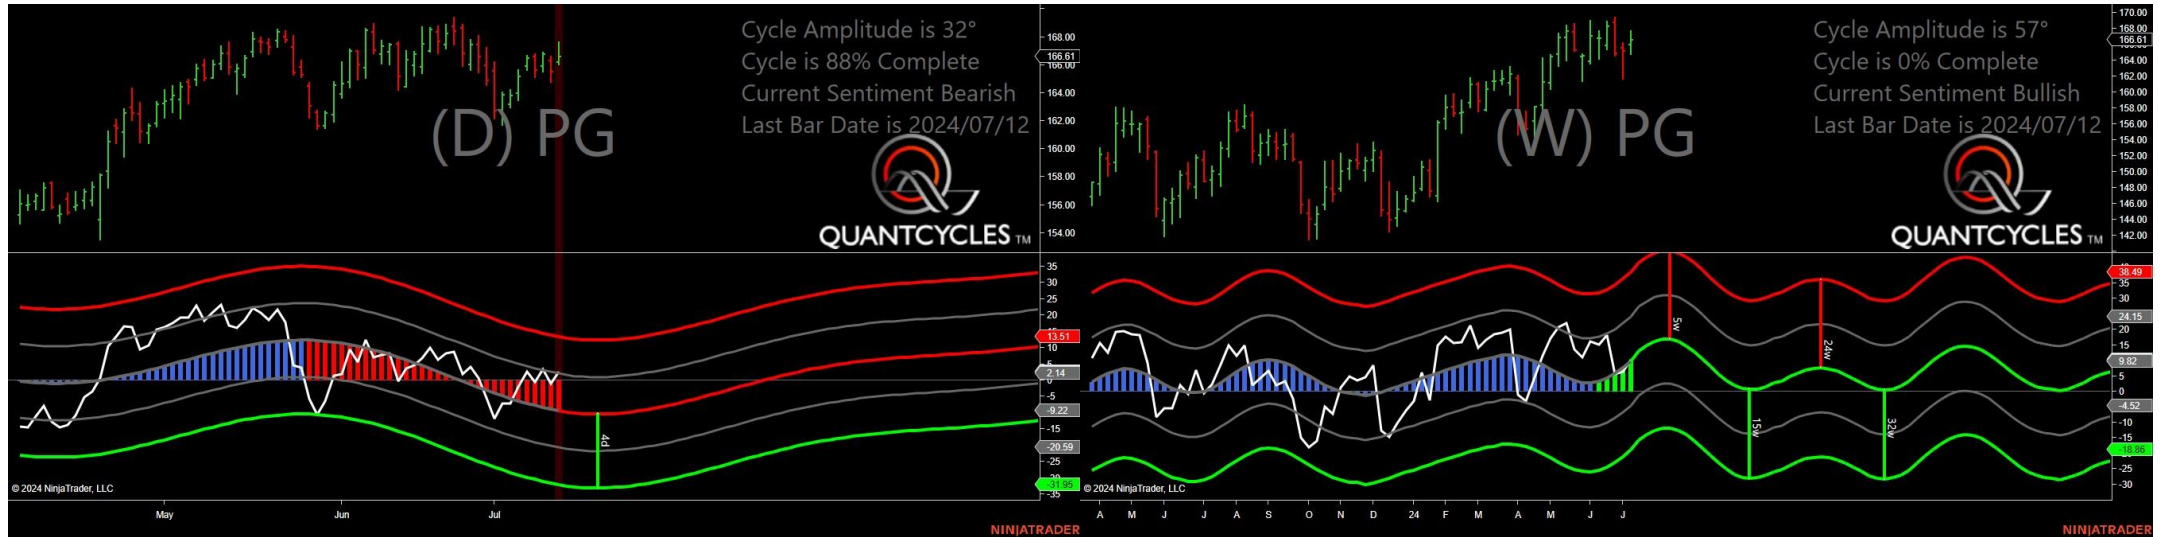 Cycle Amplitude is 32°
Cycle is 88% Complete
Current Sentiment Bearish
Last Bar Date is 2024/07/12
(D) PG
QUANTCYCLES TM
168.00
166.61
166.00
164.00
162.00
160.00
158.00
156.00
154.00
35
30
25
20
13.51
10
5
2.14
0
-5
-9.22
-15
-20.59
-25
-31.95
-35
4d
© 2024 NinjaTrader, LLC
May Jun Jul
NINJATRADER
Cycle Amplitude is 57°
Cycle is 0% Complete
Current Sentiment Bullish
Last Bar Date is 2024/07/12
(W) PG
QUANTCYCLES TM
170.00
166.61
164.00
162.00
160.00
158.00
156.00
154.00
152.00
150.00
148.00
146.00
144.00
142.00
38.49
35
30
24.15
20
15
9.82
5
0
-4.52
-10
-15
-18.86
-25
-30
5w
24w
15w
32w
© 2024 NinjaTrader, LLC
A M J J A S O N D 24 F M A M J J
NINJATRADER